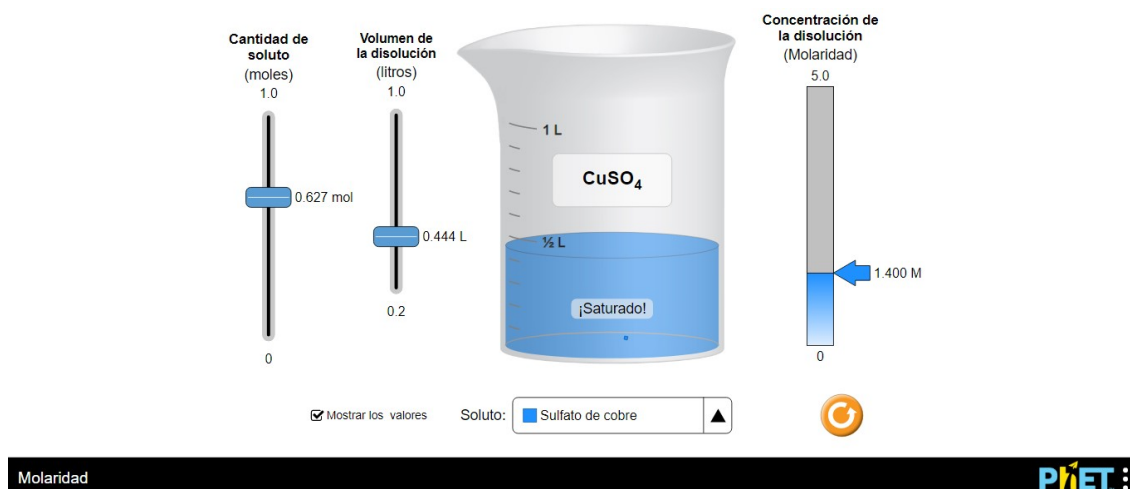 Cantidad de
soluto
(moles)
1.0
0.627 mol
0
Volumen de
la disolución
(litros)
1.0
0.444 L
0.2
1 L
CuSO₄
½ L
¡Saturado!
Concentración de
la disolución
(Molaridad)
5.0
1.400 M
0
Mostrar los valores
Soluto:
Sulfato de cobre
Molaridad
PhET